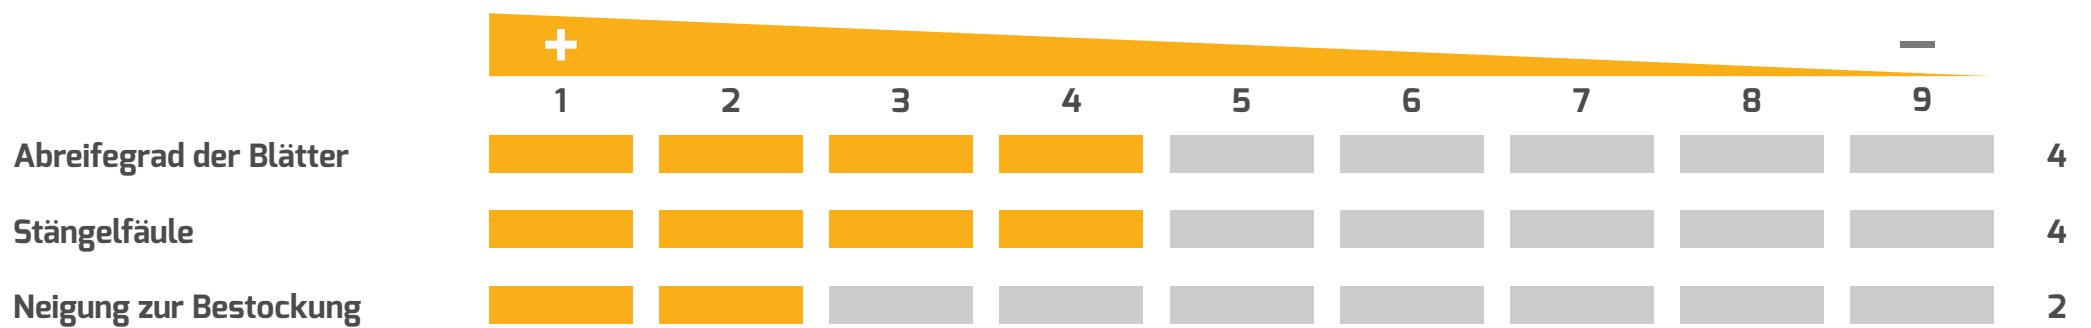 + −
1 2 3 4 5 6 7 8 9
Abreifegrad der Blätter 4
Stängelfäule 4
Neigung zur Bestockung 2